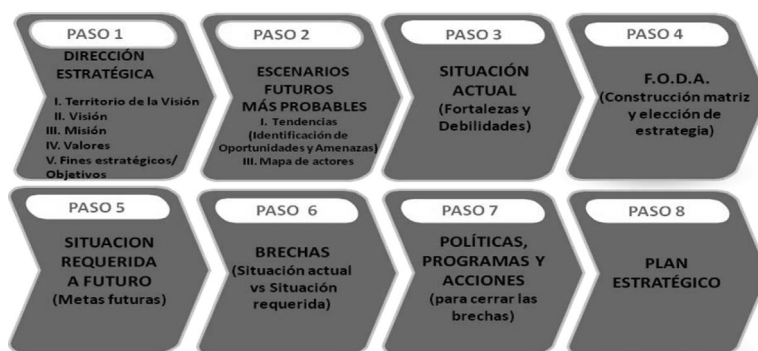 PASO 1
DIRECCIÓN
ESTRATÉGICA
I. Territorio de la Visión
II. Visión
III. Misión
IV. Valores
V. Fines estratégicos/
Objetivos
PASO 2
ESCENARIOS
FUTUROS
MÁS PROBABLES
I. Tendencias
(Identificación de
Oportunidades y Amenazas)
III. Mapa de actores
PASO 3
SITUACIÓN
ACTUAL
(Fortalezas y
Debilidades)
PASO 4
F.O.D.A.
(Construcción matriz
y elección de
estrategia)
PASO 5
SITUACION
REQUERIDA
A FUTURO
(Metas futuras)
PASO 6
BRECHAS
(Situación actual
vs Situación
requerida)
PASO 7
POLÍTICAS,
PROGRAMAS Y
ACCIONES
(para cerrar las
brechas)
PASO 8
PLAN
ESTRATÉGICO